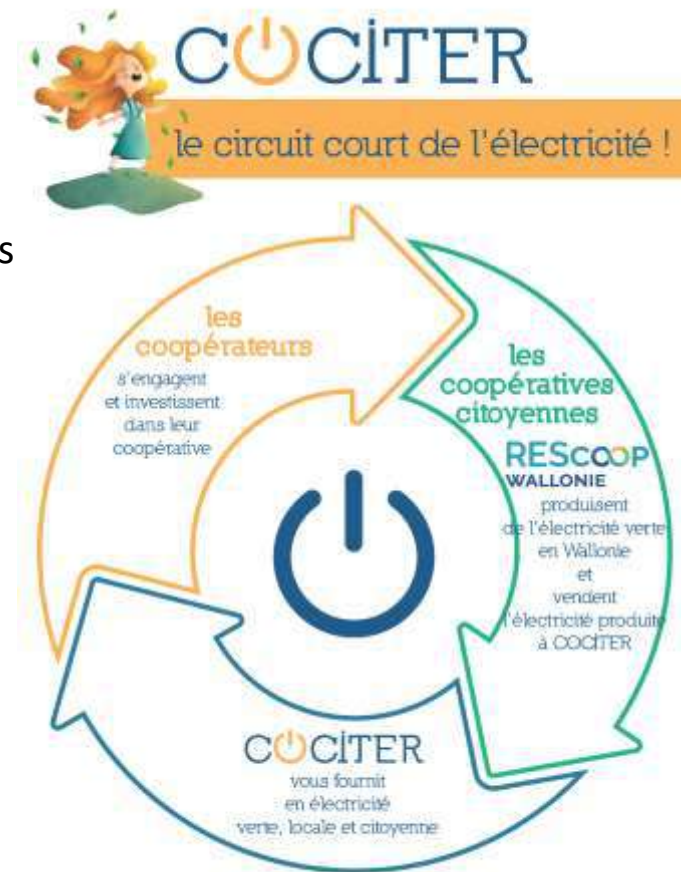 COCiTER
le circuit court de l'électricité !
s
les
coopérateurs
s'engagent
et investissent
dans leur
coopérative
les
coopératives
citoyennes
REScoop
WALLONIE
produisent
de l'électricité verte
en Wallonie
et
vendent
l'électricité produite
à COCiTER
COCiTER
vous fournit
en électricité
verte, locale et citoyenne